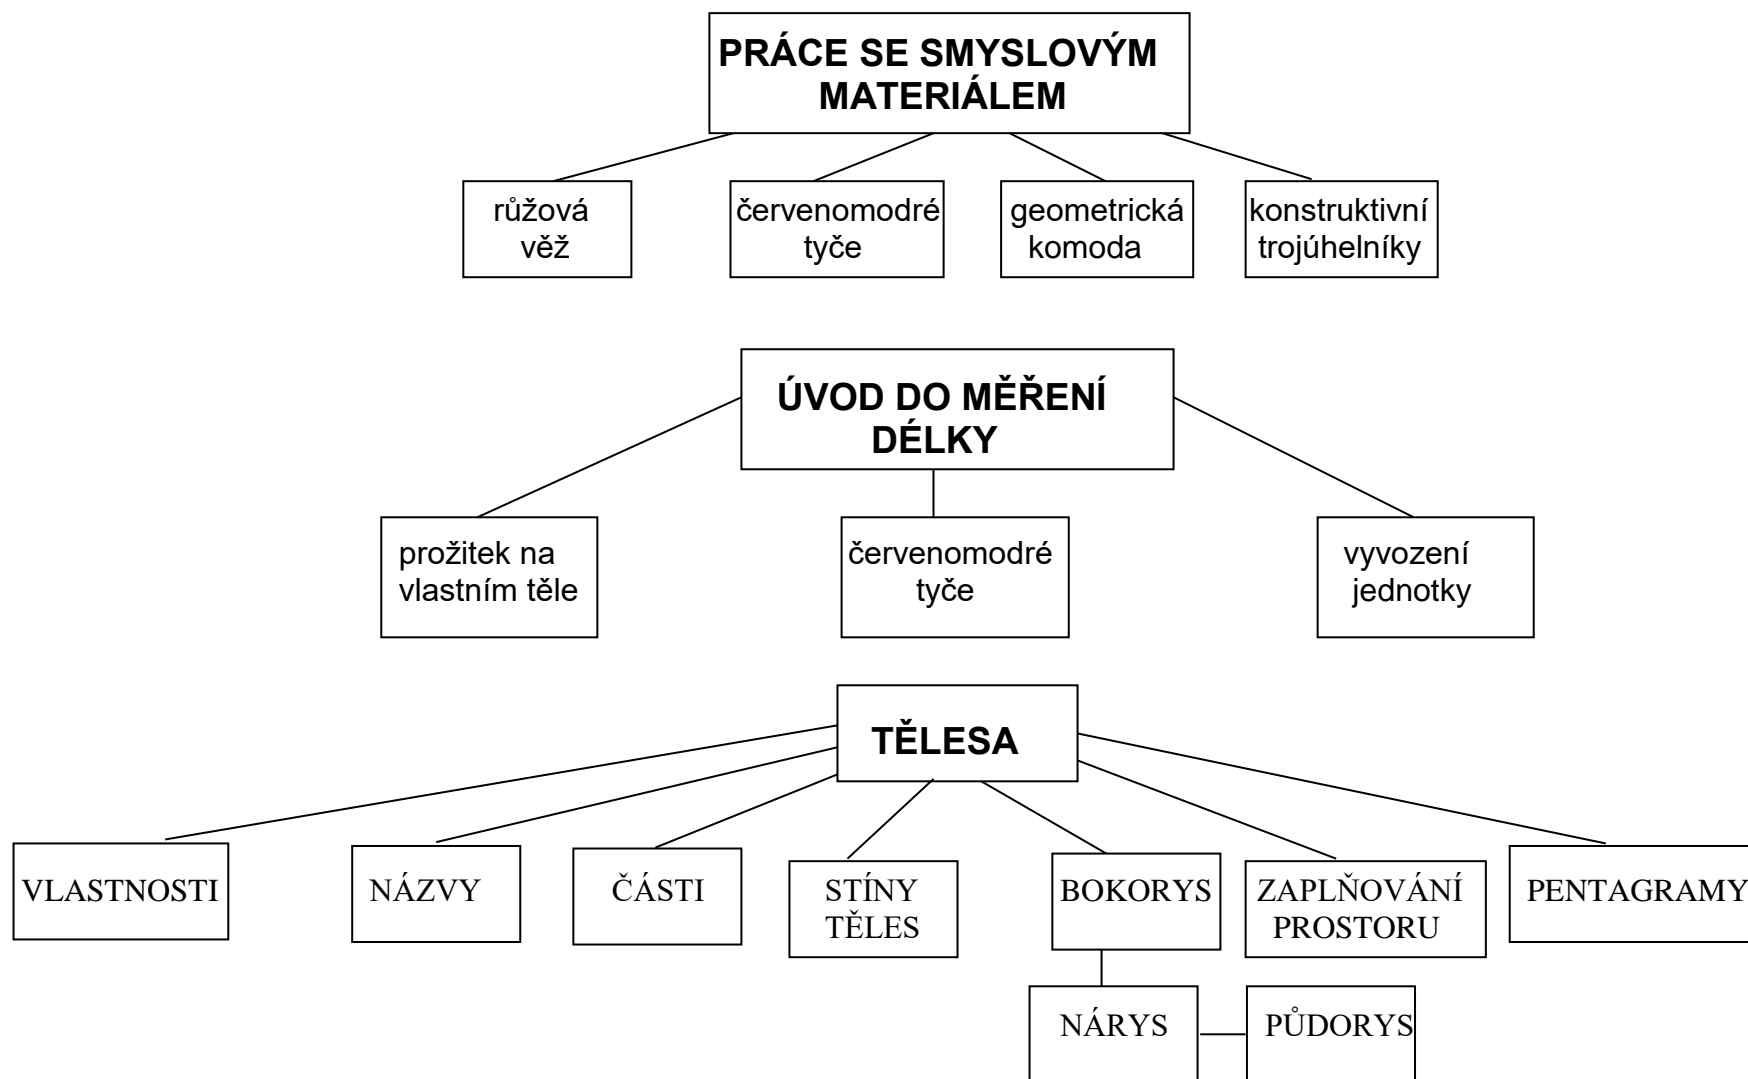 PRÁCE SE SMYSLOVÝM
MATERIÁLEM
růžová
věž
červenomodré
tyče
geometrická
komoda
konstruktivní
trojúhelníky
ÚVOD DO MĚŘENÍ
DÉLKY
prožitek na
vlastním těle
červenomodré
tyče
vyvození
jednotky
TĚLESA
VLASTNOSTI
NÁZVY
ČÁSTI
STÍNY
TĚLES
BOKORYS
ZAPLŇOVÁNÍ
PROSTORU
PENTAGRAMY
NÁRYS
PŮDORYS